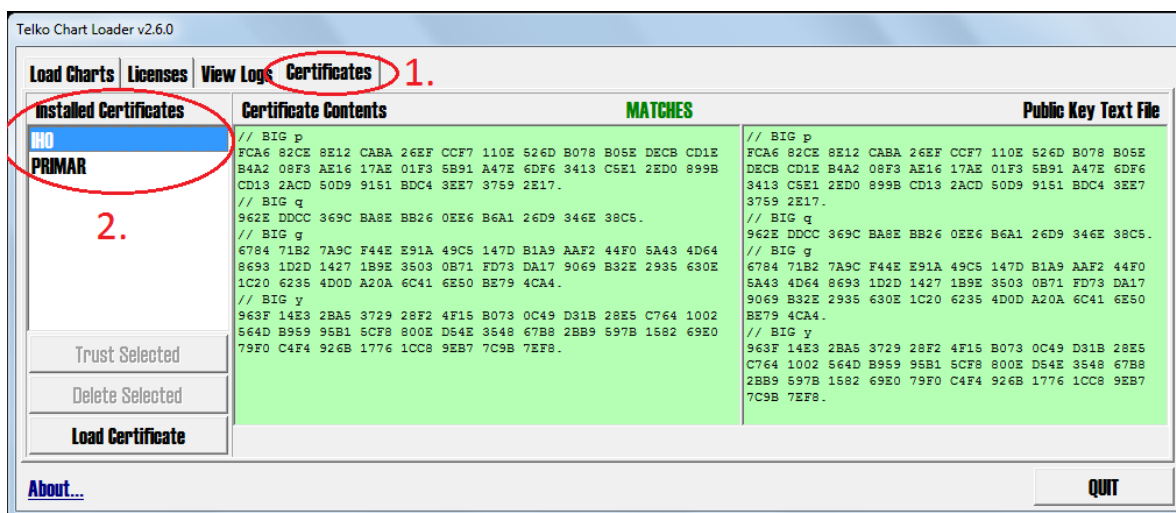 Telko Chart Loader v2.6.0
Load Charts Licenses View Logs Certificates 1.
Installed Certificates
IHO
PRIMAR
2.
Trust Selected
Delete Selected
Load Certificate
Certificate Contents MATCHES Public Key Text File
// BIG p
FCA6 82CE 8E12 CABA 26EF CCF7 110E 526D B078 B05E DECB CD1E
B4A2 08F3 AE16 17AE 01F3 5B91 A47E 6DF6 3413 C5E1 2ED0 899B
CD13 2ACD 50D9 9151 BDC4 3EE7 3759 2E17.
// BIG q
962E DDCC 369C BA8E BB26 0EE6 B6A1 26D9 346E 38C5.
// BIG g
6784 71B2 7A9C F44E E91A 49C5 147D B1A9 AAF2 44F0 5A43 4D64
8693 1D2D 1427 1B9E 3503 0B71 FD73 DA17 9069 B32E 2935 630E
1C20 6235 4D0D A20A 6C41 6E50 BE79 4CA4.
// BIG y
963F 14E3 2BA5 3729 28F2 4F15 B073 0C49 D31B 28E5 C764 1002
564D B959 95B1 5CF8 800E D54E 3548 67B8 2BB9 597B 1582 69E0
79F0 C4F4 926B 1776 1CC8 9EB7 7C9B 7EF8.
// BIG p
FCA6 82CE 8E12 CABA 26EF CCF7 110E 526D B078 B05E
DECB CD1E B4A2 08F3 AE16 17AE 01F3 5B91 A47E 6DF6
3413 C5E1 2ED0 899B CD13 2ACD 50D9 9151 BDC4 3EE7
3759 2E17.
// BIG q
962E DDCC 369C BA8E BB26 0EE6 B6A1 26D9 346E 38C5.
// BIG g
6784 71B2 7A9C F44E E91A 49C5 147D B1A9 AAF2 44F0
5A43 4D64 8693 1D2D 1427 1B9E 3503 0B71 FD73 DA17
9069 B32E 2935 630E 1C20 6235 4D0D A20A 6C41 6E50
BE79 4CA4.
// BIG y
963F 14E3 2BA5 3729 28F2 4F15 B073 0C49 D31B 28E5
C764 1002 564D B959 95B1 5CF8 800E D54E 3548 67B8
2BB9 597B 1582 69E0 79F0 C4F4 926B 1776 1CC8 9EB7
7C9B 7EF8.
About...
QUIT